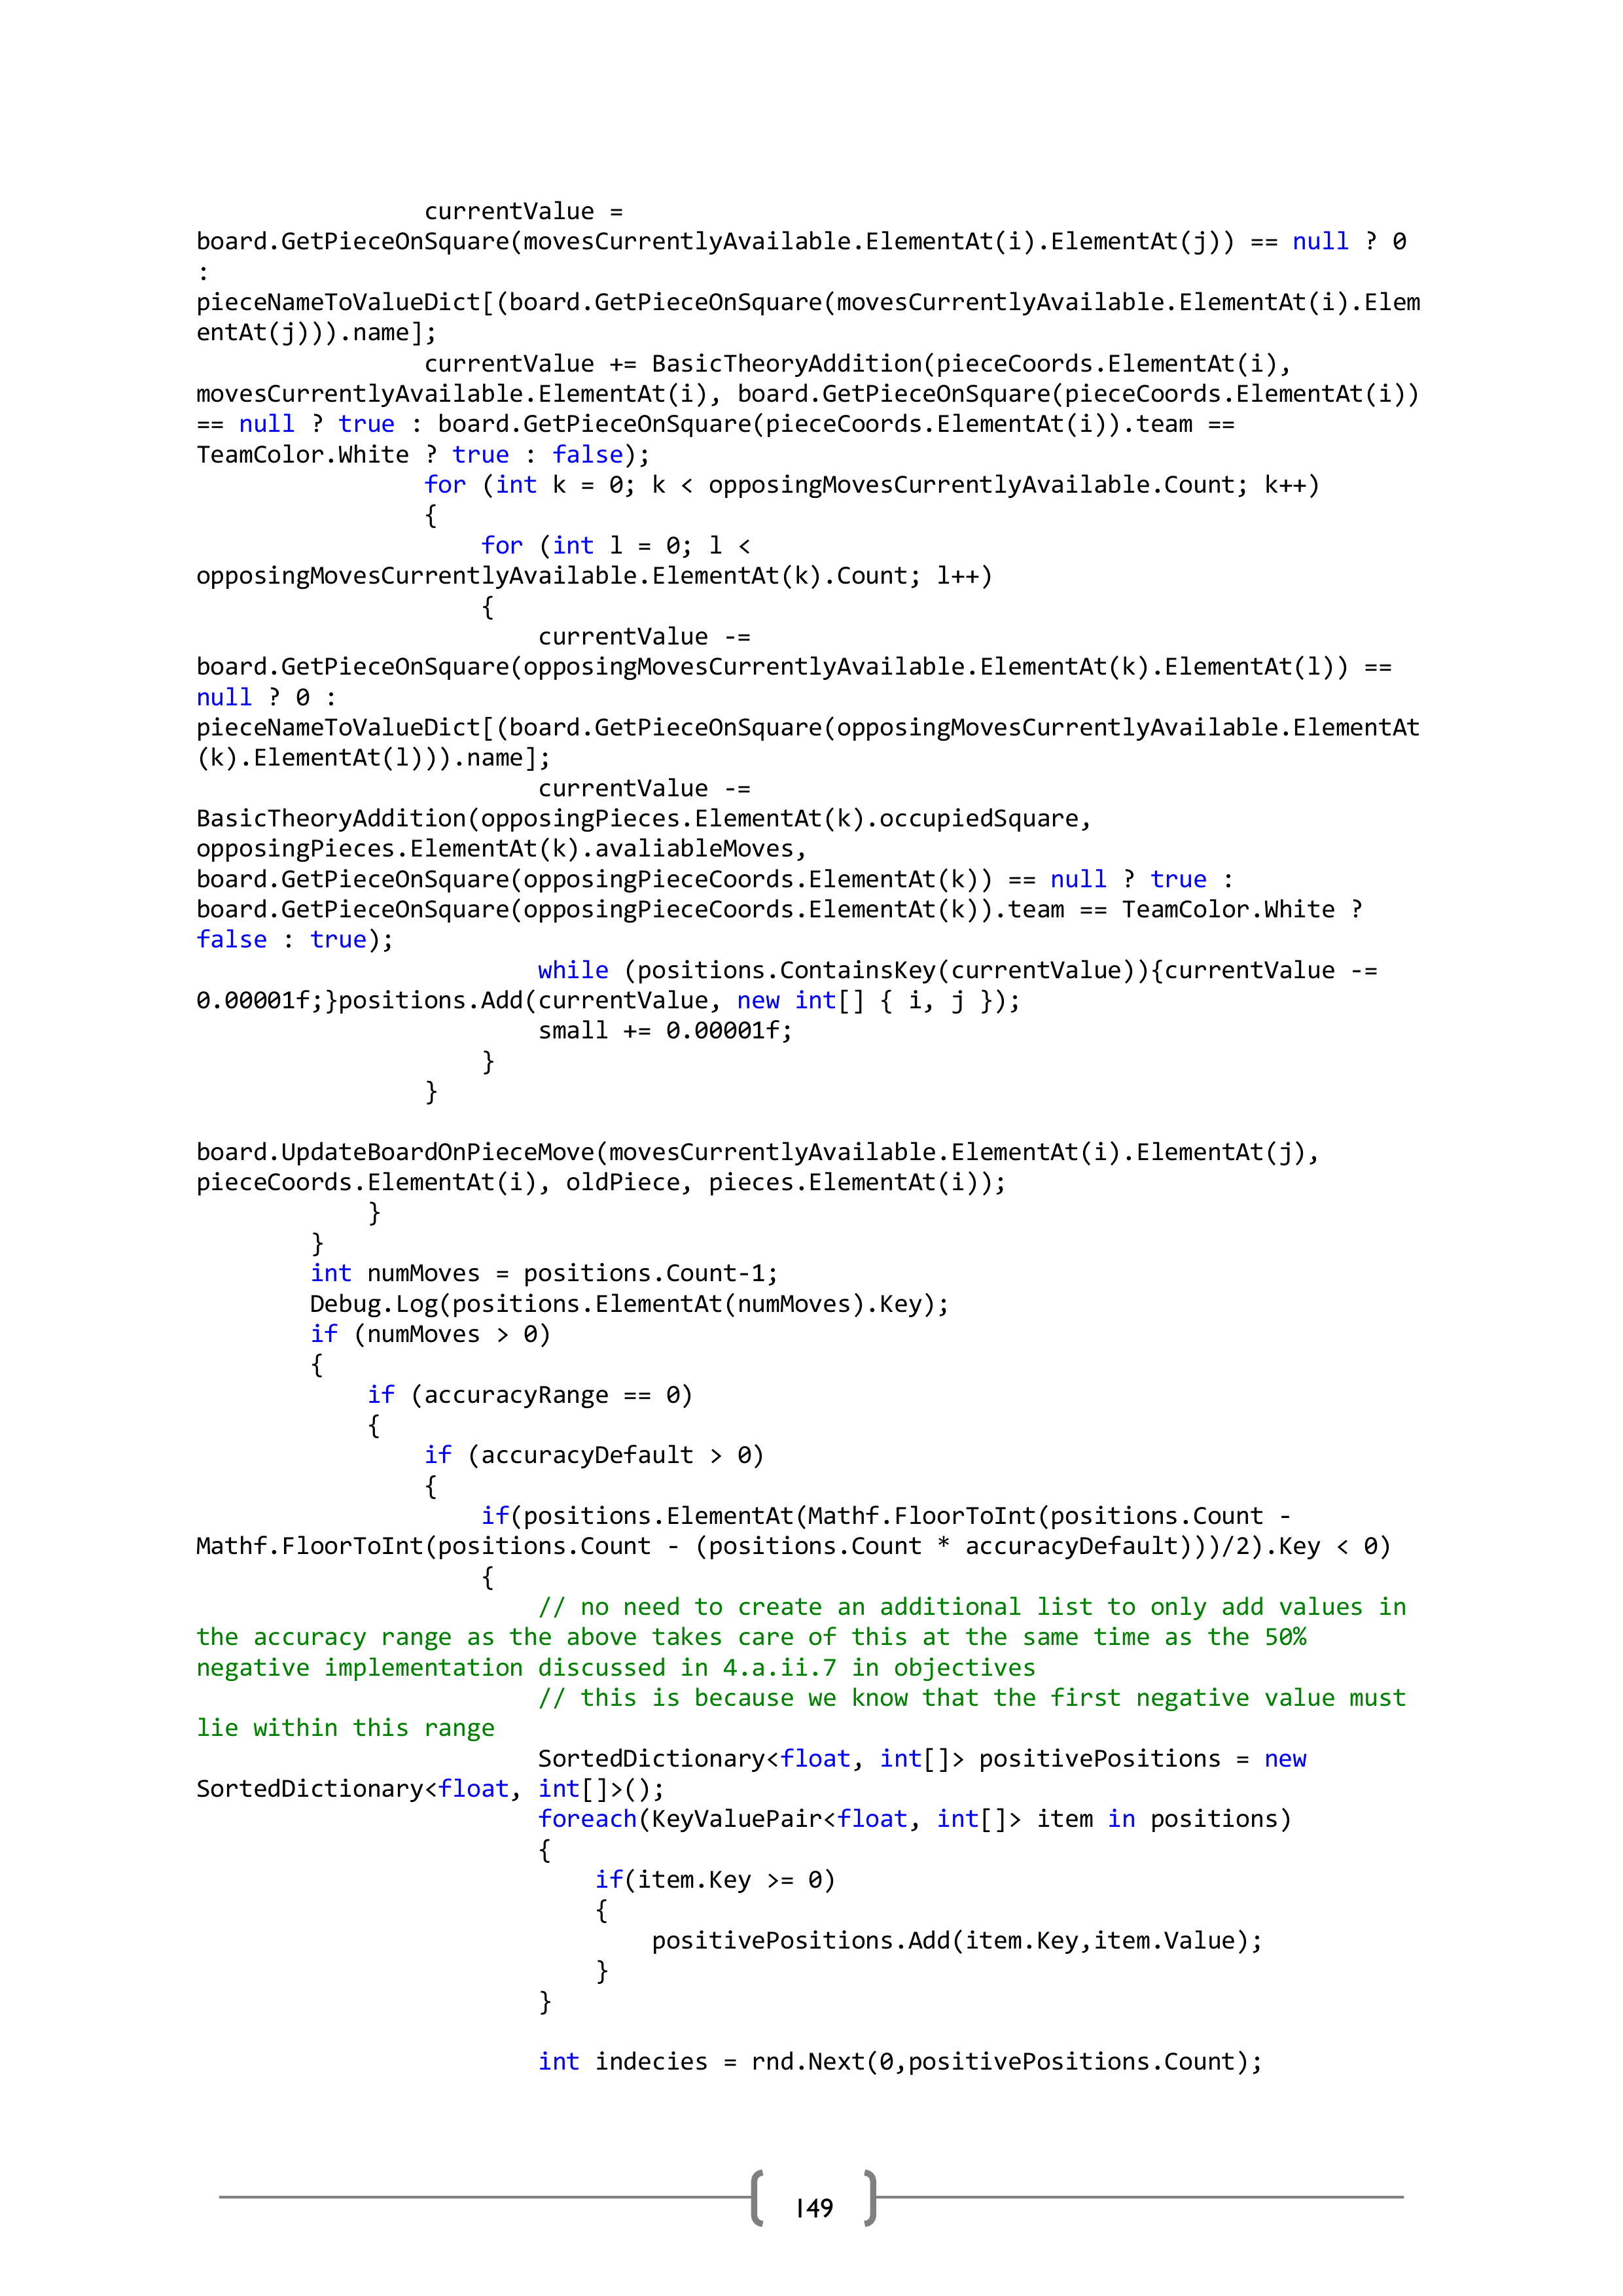 currentValue =
board.GetPieceOnSquare(movesCurrentlyAvailable.ElementAt(i).ElementAt(j)) == null ? 0
:
pieceNameToValueDict[(board.GetPieceOnSquare(movesCurrentlyAvailable.ElementAt(i).Elem
entAt(j))).name];
currentValue += BasicTheoryAddition(pieceCoords.ElementAt(i),
movesCurrentlyAvailable.ElementAt(i), board.GetPieceOnSquare(pieceCoords.ElementAt(i))
== null ? true : board.GetPieceOnSquare(pieceCoords.ElementAt(i)).team ==
TeamColor.White ? true : false);
for (int k = 0; k < opposingMovesCurrentlyAvailable.Count; k++)
{
for (int l = 0; l <
opposingMovesCurrentlyAvailable.ElementAt(k).Count; l++)
{
currentValue -=
board.GetPieceOnSquare(opposingMovesCurrentlyAvailable.ElementAt(k).ElementAt(l)) ==
null ? 0 :
pieceNameToValueDict[(board.GetPieceOnSquare(opposingMovesCurrentlyAvailable.ElementAt
(k).ElementAt(l))).name];
currentValue -=
BasicTheoryAddition(opposingPieces.ElementAt(k).occupiedSquare,
opposingPieces.ElementAt(k).avaliableMoves,
board.GetPieceOnSquare(opposingPieceCoords.ElementAt(k)) == null ? true :
board.GetPieceOnSquare(opposingPieceCoords.ElementAt(k)).team == TeamColor.White ?
false : true);
while (positions.ContainsKey(currentValue)){currentValue -=
0.00001f;}positions.Add(currentValue, new int[] { i, j });
small += 0.00001f;
}
}
board.UpdateBoardOnPieceMove(movesCurrentlyAvailable.ElementAt(i).ElementAt(j),
pieceCoords.ElementAt(i), oldPiece, pieces.ElementAt(i));
}
}
int numMoves = positions.Count-1;
Debug.Log(positions.ElementAt(numMoves).Key);
if (numMoves > 0)
{
if (accuracyRange == 0)
{
if (accuracyDefault > 0)
{
if(positions.ElementAt(Mathf.FloorToInt(positions.Count -
Mathf.FloorToInt(positions.Count - (positions.Count * accuracyDefault)))/2).Key < 0)
{
// no need to create an additional list to only add values in
the accuracy range as the above takes care of this at the same time as the 50%
negative implementation discussed in 4.a.ii.7 in objectives
// this is because we know that the first negative value must
lie within this range
SortedDictionary<float, int[]> positivePositions = new
SortedDictionary<float, int[]>();
foreach(KeyValuePair<float, int[]> item in positions)
{
if(item.Key >= 0)
{
positivePositions.Add(item.Key,item.Value);
}
}
int indecies = rnd.Next(0,positivePositions.Count);
149